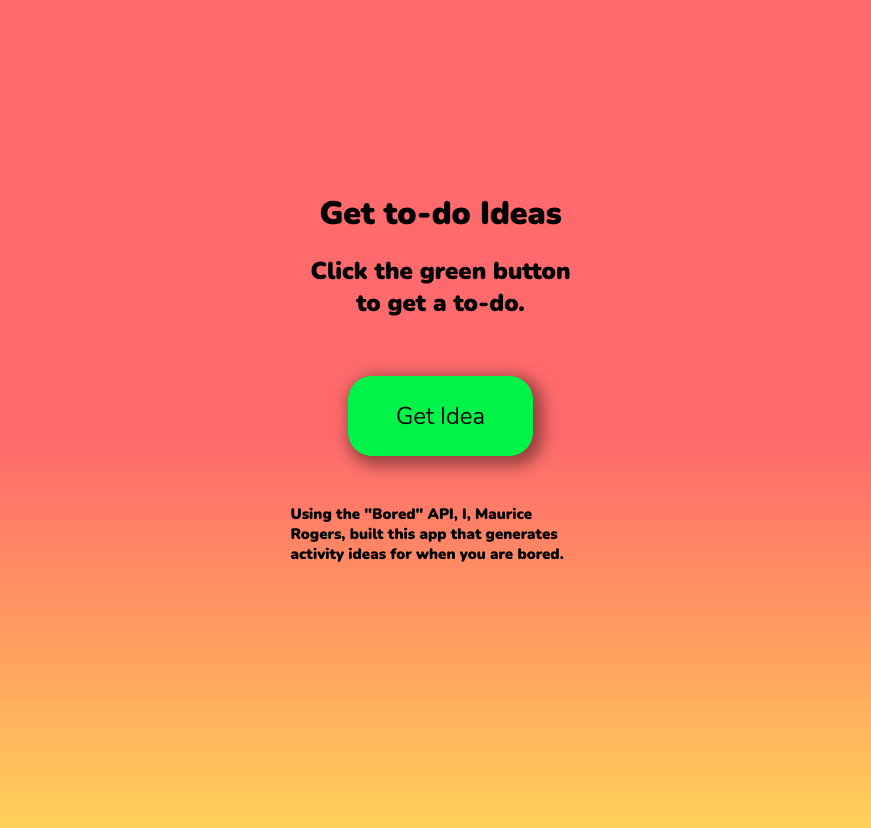 Get to-do Ideas
Click the green button
to get a to-do.
Get Idea
Using the "Bored" API, I, Maurice
Rogers, built this app that generates
activity ideas for when you are bored.